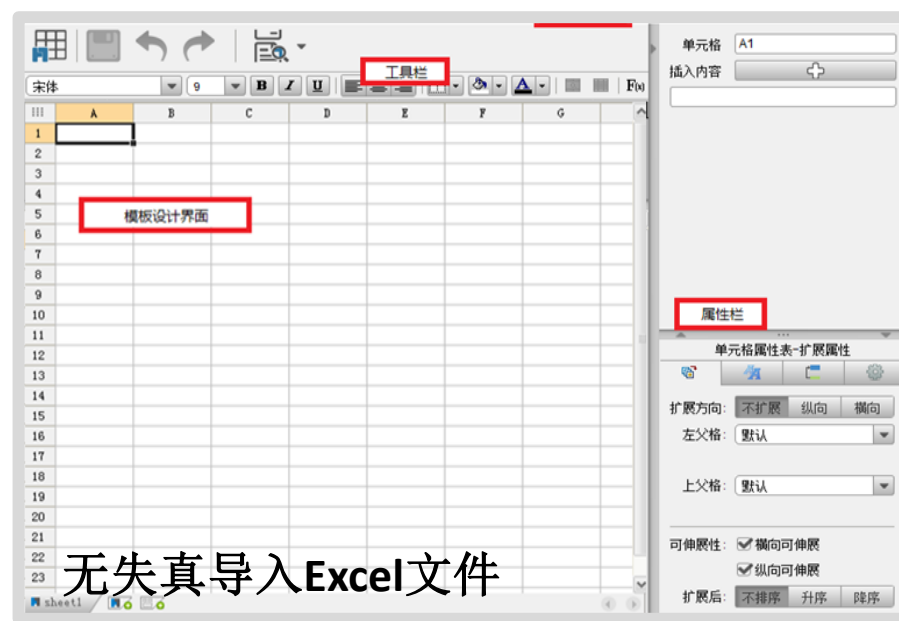 单元格 A1
插入内容
工具栏
宋体 9 B I U F(x)
A B C D E F G
1
2
3
4
5 模板设计界面
6
7
8
9
10
11
12
13
14
15
16
17
18
19
20
21
22
23
属性栏
单元格属性表-扩展属性
扩展方向: 不扩展 纵向 横向
左父格: 默认
上父格: 默认
可伸展性: 横向可伸展
纵向可伸展
扩展后: 不排序 升序 降序
无失真导入Excel文件
sheet1